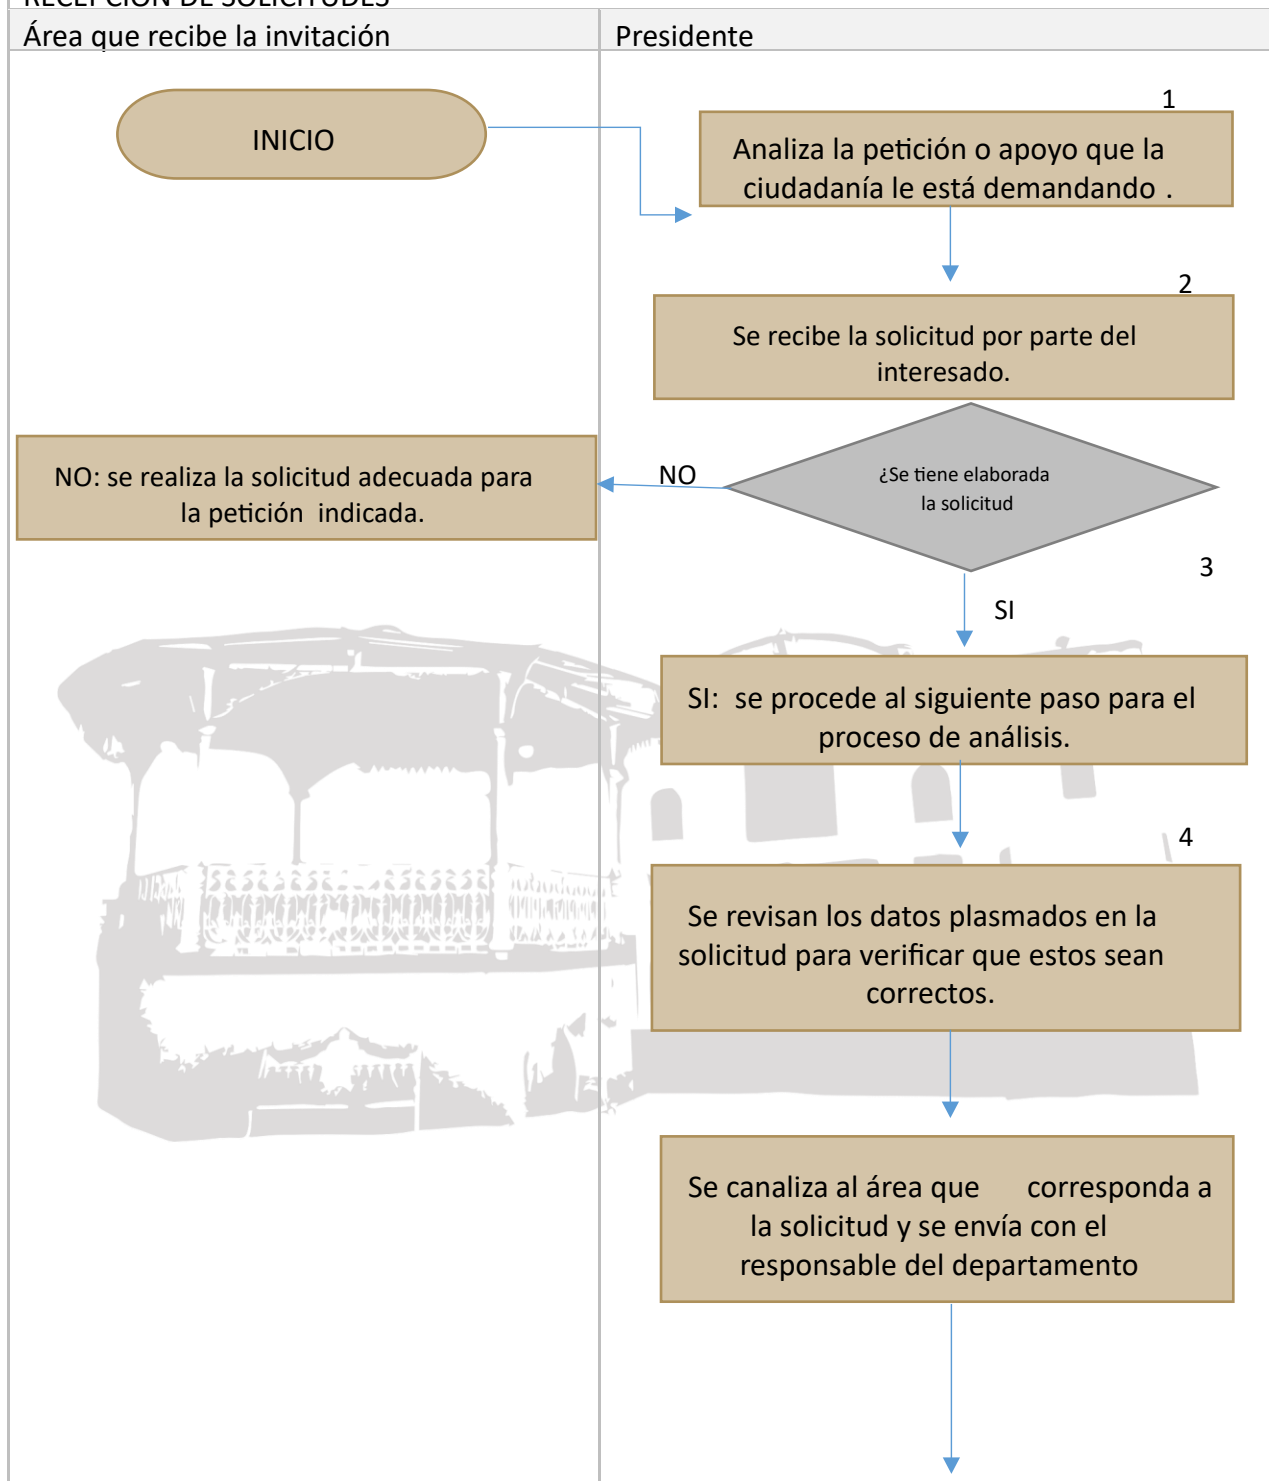 RECEPCIÓN DE SOLICITUDES
Área que recibe la invitación
Presidente
INICIO
1
Analiza la petición o apoyo que la
ciudadanía le está demandando .
2
Se recibe la solicitud por parte del
interesado.
¿Se tiene elaborada
la solicitud
NO
NO: se realiza la solicitud adecuada para
la petición indicada.
3
SI
SI: se procede al siguiente paso para el
proceso de análisis.
4
Se revisan los datos plasmados en la
solicitud para verificar que estos sean
correctos.
Se canaliza al área que corresponda a
la solicitud y se envía con el
responsable del departamento